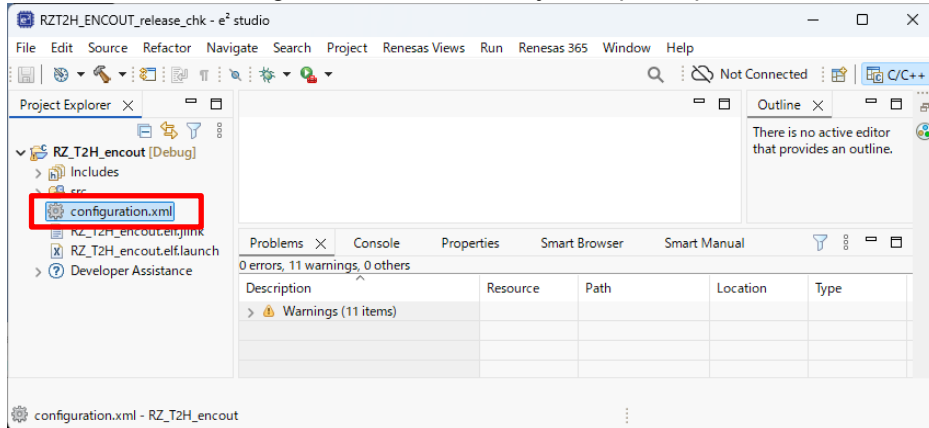 RZT2H_ENCOUT_release_chk - e² studio
File Edit Source Refactor Navigate Search Project Renesas Views Run Renesas 365 Window Help
Not Connected C/C++
Project Explorer
Outline
There is no active editor that provides an outline.
RZ_T2H_encout [Debug]
Includes
src
configuration.xml
RZ_T2H_encout.elf.jlink
RZ_T2H_encout.elf.launch
Developer Assistance
Problems Console Properties Smart Browser Smart Manual
0 errors, 11 warnings, 0 others
Description Resource Path Location Type
Warnings (11 items)
configuration.xml - RZ_T2H_encout